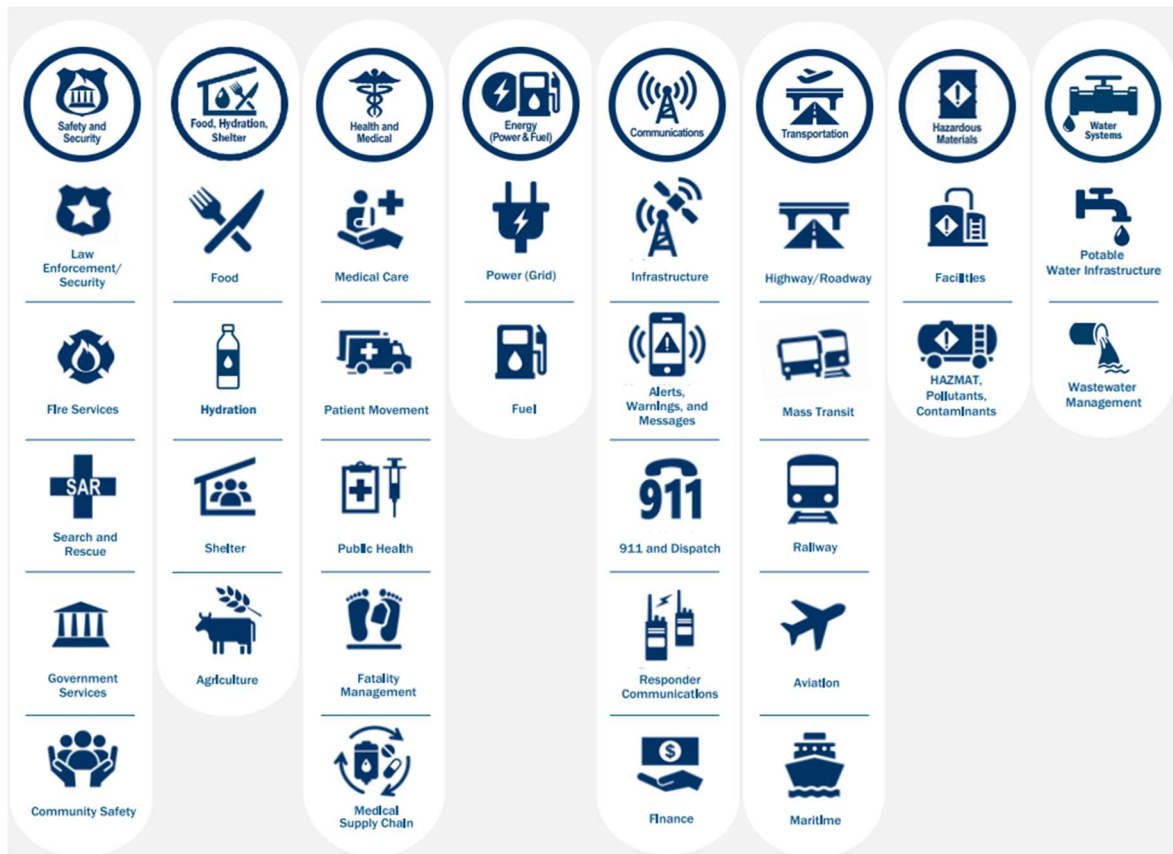 Safety and
Security
Law
Enforcement/
Security
Fire Services
SAR
Search and
Rescue
Government
Services
Community Safety
Food, Hydration,
Shelter
Food
Hydration
Shelter
Agriculture
Health and
Medical
Medical Care
Patient Movement
Public Health
Fatality
Management
Medical
Supply Chain
Energy
(Power & Fuel)
Power (Grid)
Fuel
Communications
Infrastructure
Alerts,
Warnings, and
Messages
911
911 and Dispatch
Responder
Communications
$
Finance
Transportation
Highway/Roadway
Mass Transit
Railway
Aviation
Maritime
Hazardous
Materials
Facilities
HAZMAT,
Pollutants,
Contaminants
Water
Systems
Potable
Water Infrastructure
Wastewater
Management